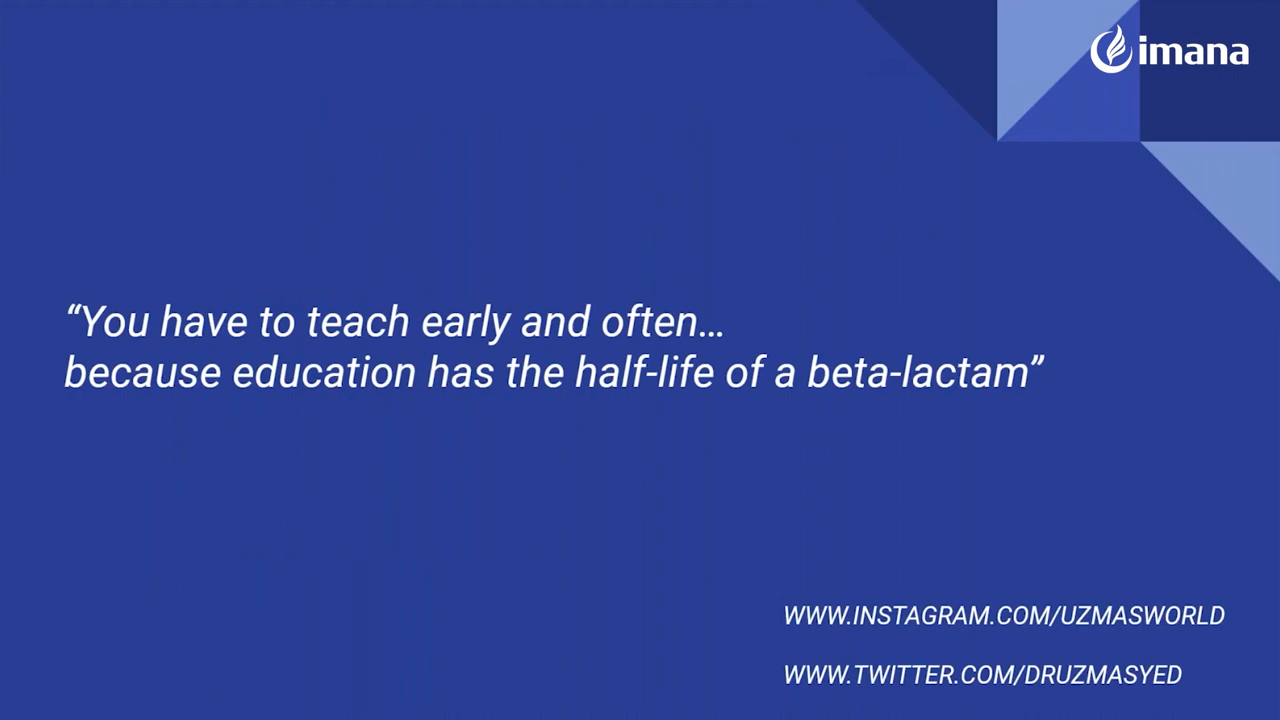 imana
“You have to teach early and often…
because education has the half-life of a beta-lactam”
WWW.INSTAGRAM.COM/UZMASWORLD
WWW.TWITTER.COM/DRUZMASYED